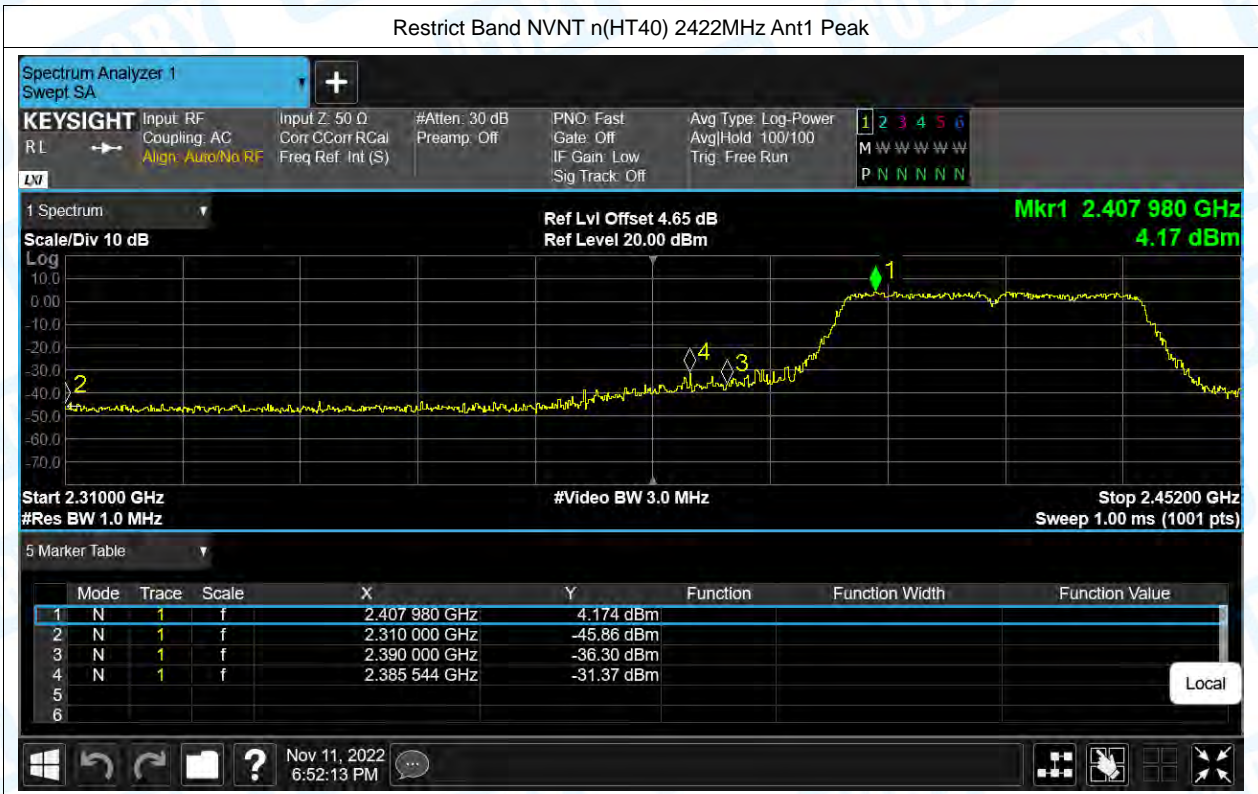 Restrict Band NVNT n(HT40) 2422MHz Ant1 Peak
Spectrum Analyzer 1
Swept SA
+
KEYSIGHT
RL
LXI
Input: RF
Coupling: AC
Align: Auto/No RF
Input Z: 50 Ω
Corr CCorr RCal
Freq Ref: Int (S)
#Atten: 30 dB
Preamp: Off
PNO: Fast
Gate: Off
IF Gain: Low
Sig Track: Off
Avg Type: Log-Power
Avg|Hold: 100/100
Trig: Free Run
1 2 3 4 5 6
M W W W W W
P N N N N N
1 Spectrum
Scale/Div 10 dB
Ref Lvl Offset 4.65 dB
Ref Level 20.00 dBm
Mkr1 2.407 980 GHz
4.17 dBm
Log
10.0
0.00
-10.0
-20.0
-30.0
-40.0
-50.0
-60.0
-70.0
1
4
3
2
Start 2.31000 GHz
#Res BW 1.0 MHz
#Video BW 3.0 MHz
Stop 2.45200 GHz
Sweep 1.00 ms (1001 pts)
5 Marker Table
Mode Trace Scale X Y Function Function Width Function Value
1 N 1 f 2.407 980 GHz 4.174 dBm
2 N 1 f 2.310 000 GHz -45.86 dBm
3 N 1 f 2.390 000 GHz -36.30 dBm
4 N 1 f 2.385 544 GHz -31.37 dBm
5
6
Local
?
Nov 11, 2022
6:52:13 PM